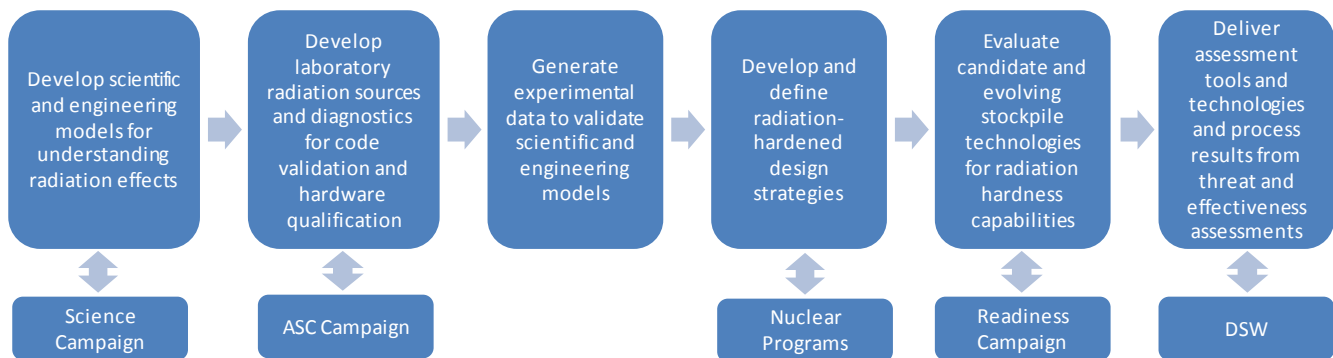 Develop scientific
and engineering
models for
understanding
radiation effects
Develop
laboratory
radiation sources
and diagnostics
for code
validation and
hardware
qualification
Generate
experimental
data to validate
scientific and
engineering
models
Develop and
define
radiation-
hardened
design
strategies
Evaluate
candidate and
evolving
stockpile
technologies
for radiation
hardness
capabilities
Deliver
assessment
tools and
technologies
and process
results from
threat and
effectiveness
assessments
Science
Campaign
ASC Campaign
Nuclear
Programs
Readiness
Campaign
DSW